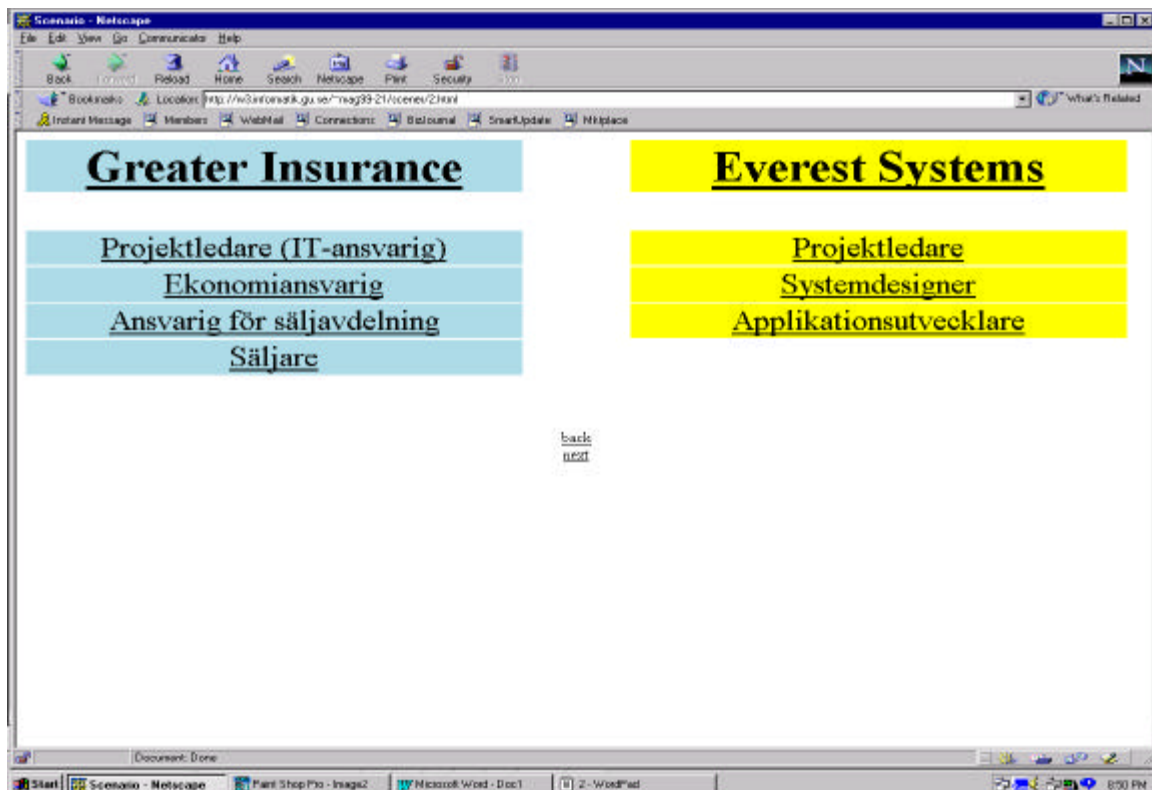 Scenario - Netscape
File Edit View Go Communicator Help
Back Forward Reload Home Search Netscape Print Security Stop
Bookmarks Location: http://w3.informatik.gu.se/~mag99-21/scener/2.html What's Related
Instant Message Members WebMail Connections BizJournal SmartUpdate Mktplace
Greater Insurance
Everest Systems
Projektledare (IT-ansvarig)
Ekonomiansvarig
Ansvarig för säljavdelning
Säljare
Projektledare
Systemdesigner
Applikationsutvecklare
back
next
Document: Done
Start Scenario - Netscape Paint Shop Pro - Image2 Microsoft Word - Doc1 2 - WordPad 8:50 PM